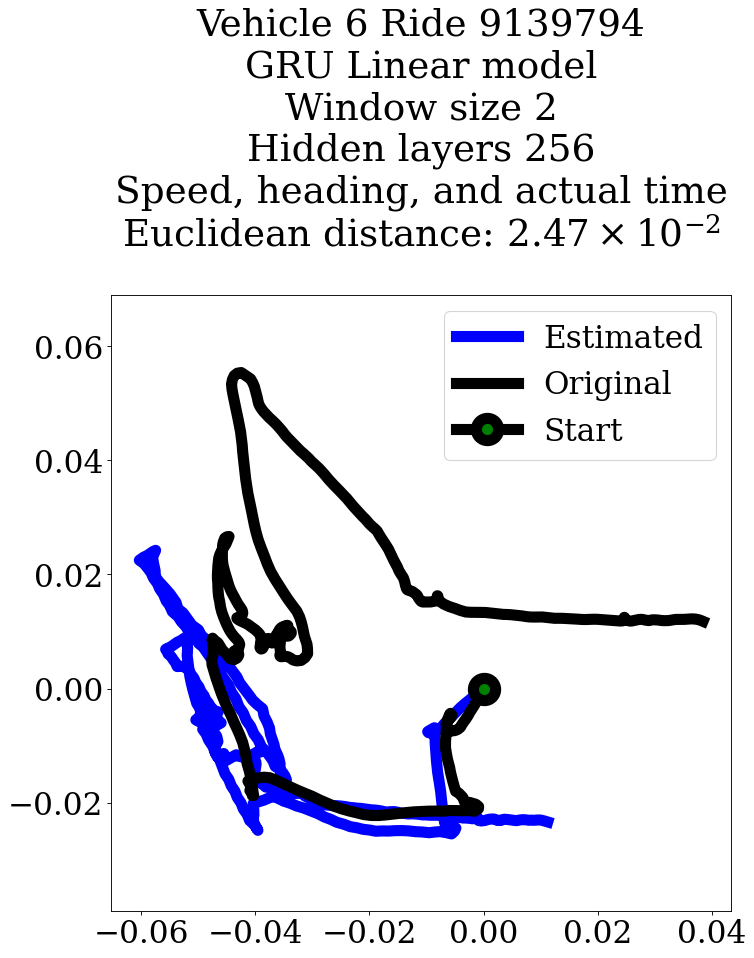 Vehicle 6 Ride 9139794
GRU Linear model
Window size 2
Hidden layers 256
Speed, heading, and actual time
Euclidean distance: 2.47 × 10⁻²
Estimated
Original
Start
0.06
0.04
0.02
0.00
−0.02
−0.06 −0.04 −0.02 0.00 0.02 0.04